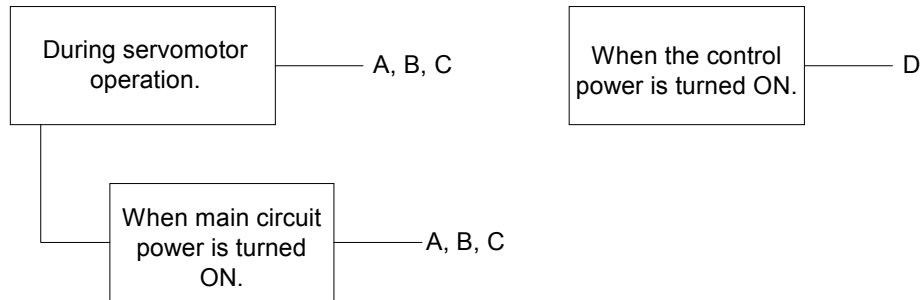 During servomotor
operation.
A, B, C
When the control
power is turned ON.
D
When main circuit
power is turned
ON.
A, B, C